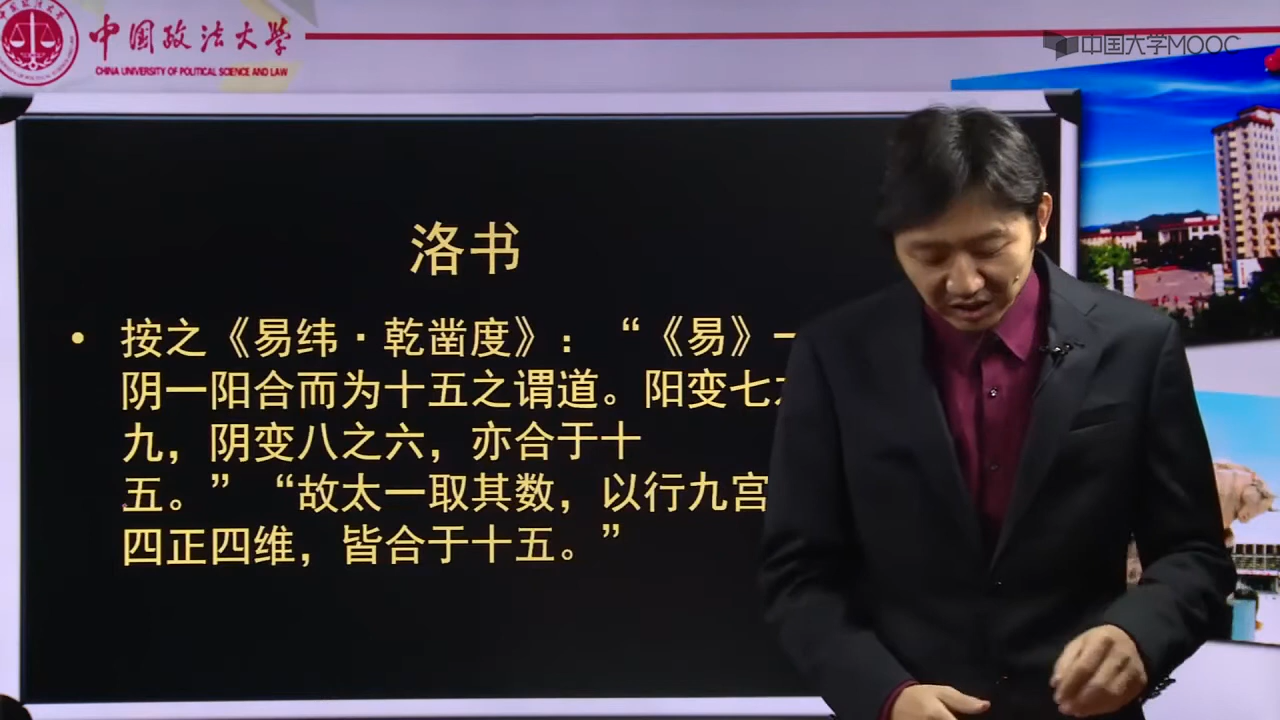 中国政法大学
CHINA UNIVERSITY OF POLITICAL SCIENCE AND LAW
中国大学MOOC
洛书
• 按之《易纬·乾凿度》:“《易》一
阴一阳合而为十五之谓道。阳变七
九，阴变八之六，亦合于十
五。”“故太一取其数，以行九宫
四正四维，皆合于十五。”